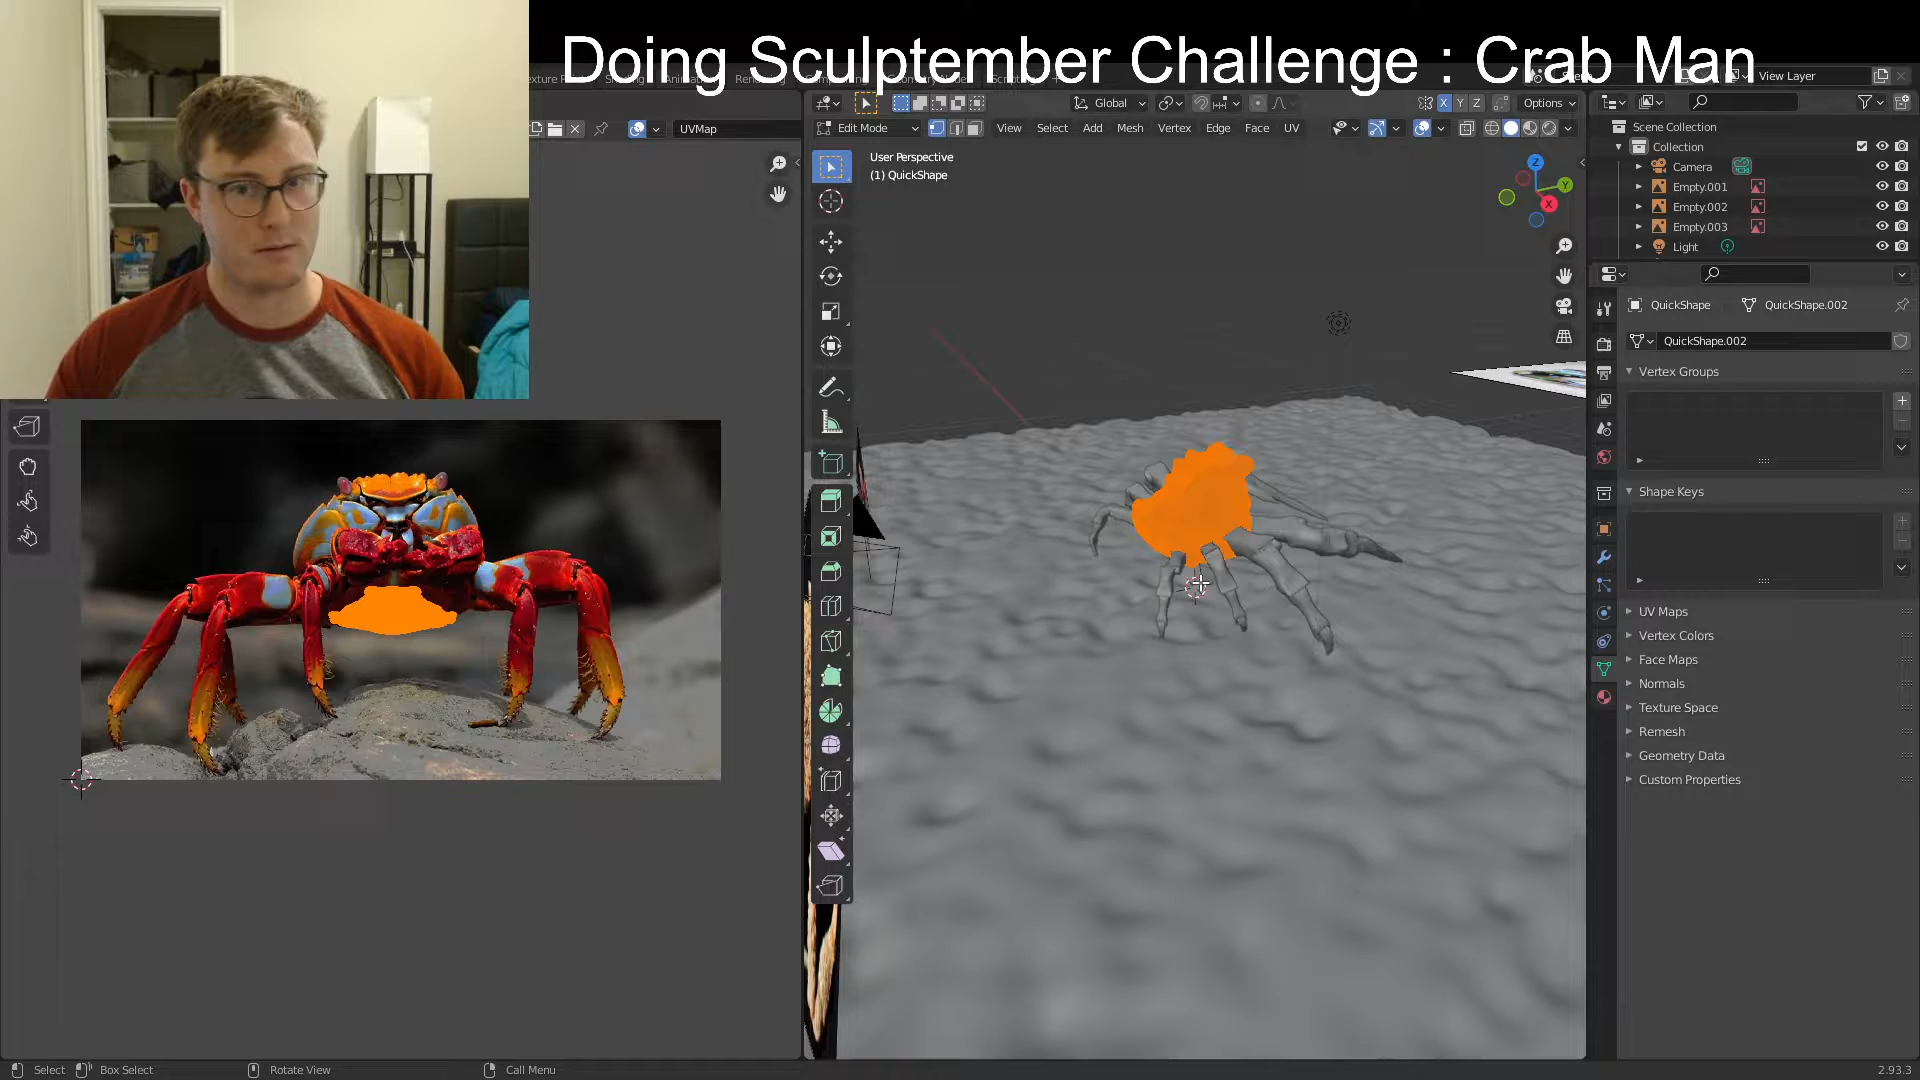 Doing Sculptember Challenge : Crab Man
View Layer
UVMap
Global
X Y Z
Options
Edit Mode
View Select Add Mesh Vertex Edge Face UV
User Perspective
(1) QuickShape
Z
Y
X
Scene Collection
Collection
Camera
Empty.001
Empty.002
Empty.003
Light
QuickShape QuickShape.002
QuickShape.002
Vertex Groups
Shape Keys
UV Maps
Vertex Colors
Face Maps
Normals
Texture Space
Remesh
Geometry Data
Custom Properties
Select Box Select Rotate View Call Menu 2.93.3